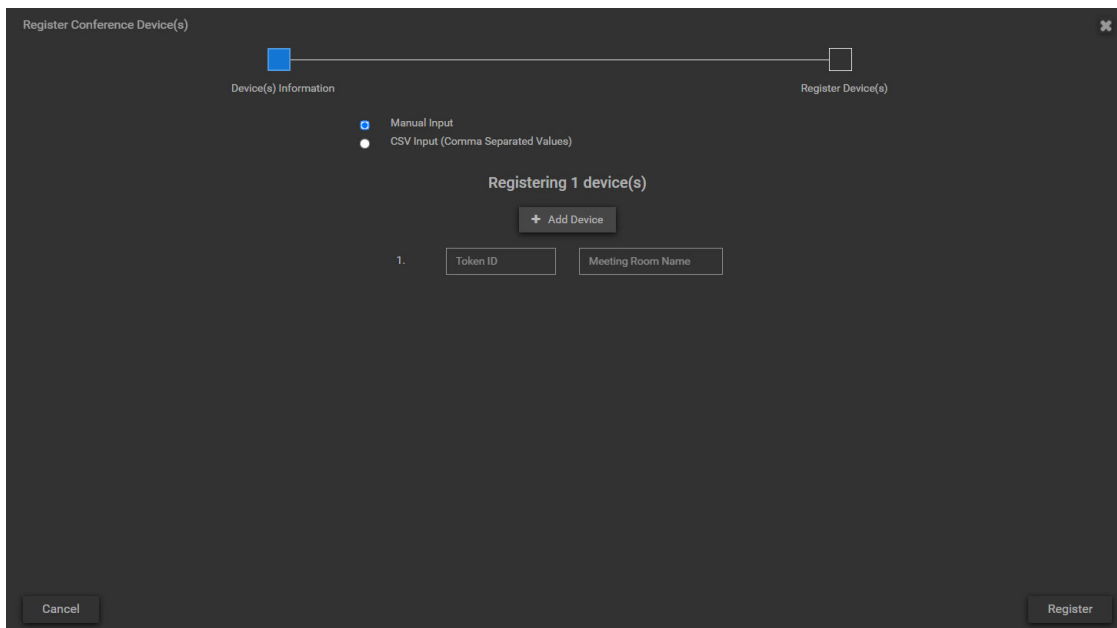 Register Conference Device(s)
Device(s) Information
Register Device(s)
Manual Input
CSV Input (Comma Separated Values)
Registering 1 device(s)
+ Add Device
1. Token ID Meeting Room Name
Cancel Register